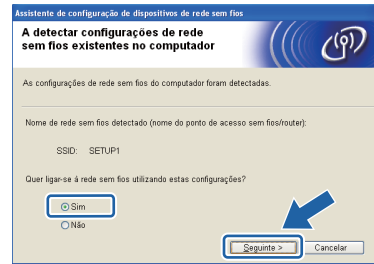 Assistente de configuração de dispositivos de rede sem fios
A detectar configurações de rede
sem fios existentes no computador
As configurações de rede sem fios do computador foram detectadas.
Nome de rede sem fios detectado (nome do ponto de acesso sem fios/router):
SSID: SETUP1
Quer ligar-se á rede sem fios utilizando estas configurações?
Sim
Não
Seguinte > Cancelar